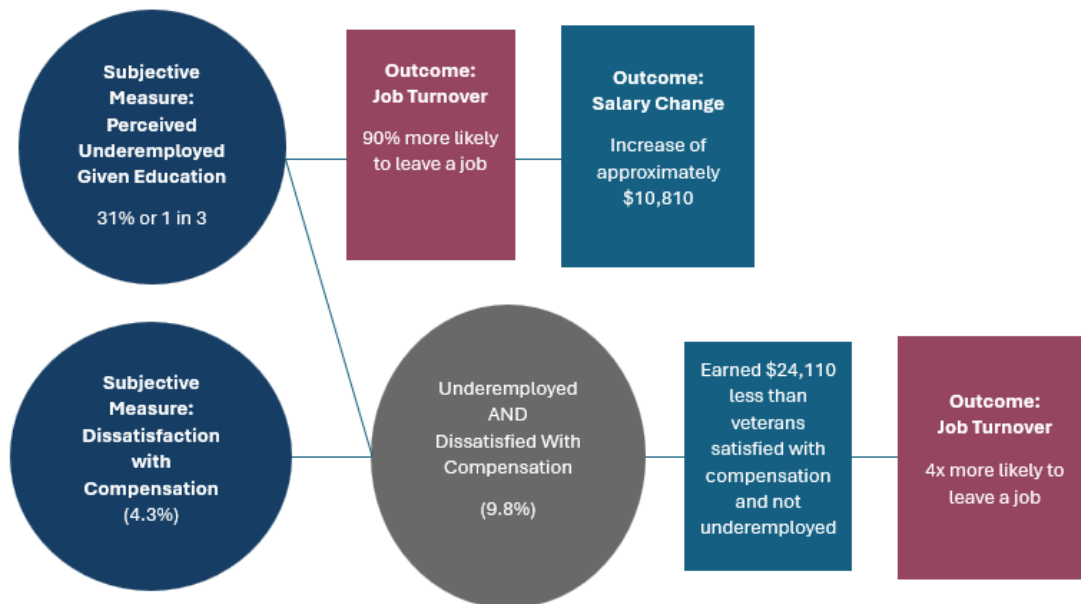 Subjective
Measure:
Perceived
Underemployed
Given Education
31% or 1 in 3
Outcome:
Job Turnover
90% more likely
to leave a job
Outcome:
Salary Change
Increase of
approximately
$10,810
Subjective
Measure:
Dissatisfaction
with
Compensation
(4.3%)
Underemployed
AND
Dissatisfied With
Compensation
(9.8%)
Earned $24,110
less than
veterans
satisfied with
compensation
and not
underemployed
Outcome:
Job Turnover
4x more likely to
leave a job